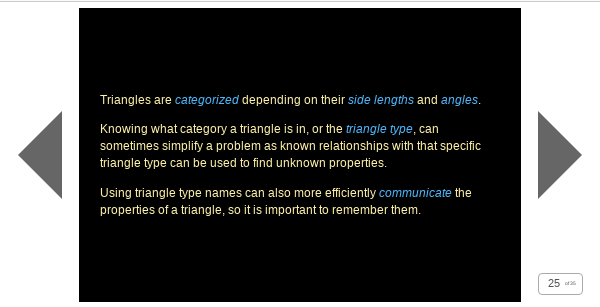 Triangles are categorized depending on their side lengths and angles.
Knowing what category a triangle is in, or the triangle type, can
sometimes simplify a problem as known relationships with that specific
triangle type can be used to find unknown properties.
Using triangle type names can also more efficiently communicate the
properties of a triangle, so it is important to remember them.
25 of 35